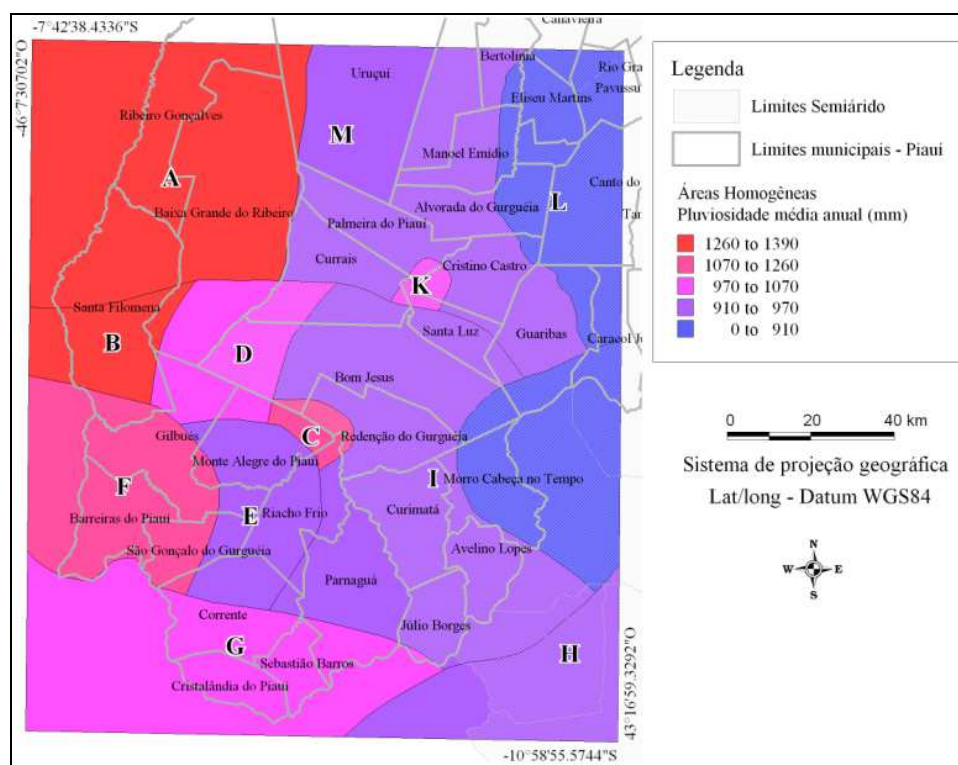 -7°42'38.4336"S
-46°7'30702"O
Canavieira
Bertolínia
Uruçuí
Rio Gra
Pavussu
Eliseu Martins
Ribeiro Gonçalves
M
Manoel Emídio
A
Canto do
L
Alvorada do Gurguéia
Baixa Grande do Ribeiro
Palmeira do Piauí
Currais
Cristino Castro
K
Santa Filomena
Santa Luz
Guaribas
B
D
Bom Jesus
Gilbués
C
Redenção do Gurguéia
Monte Alegre do Piauí
F
I
Morro Cabeça no Tempo
Barreiras do Piauí
E
Riacho Frio
Curimatá
São Gonçalo do Gurguéia
Avelino Lopes
Parnaguá
Corrente
Júlio Borges
G
H
Sebastião Barros
Cristalândia do Piauí
43°16'59.3292"O
-10°58'55.5744"S
Legenda
Limites Semiárido
Limites municipais - Piauí
Áreas Homogêneas
Pluviosidade média anual (mm)
1260 to 1390
1070 to 1260
970 to 1070
910 to 970
0 to 910
0 20 40 km
Sistema de projeção geográfica
Lat/long - Datum WGS84
N
W E
S